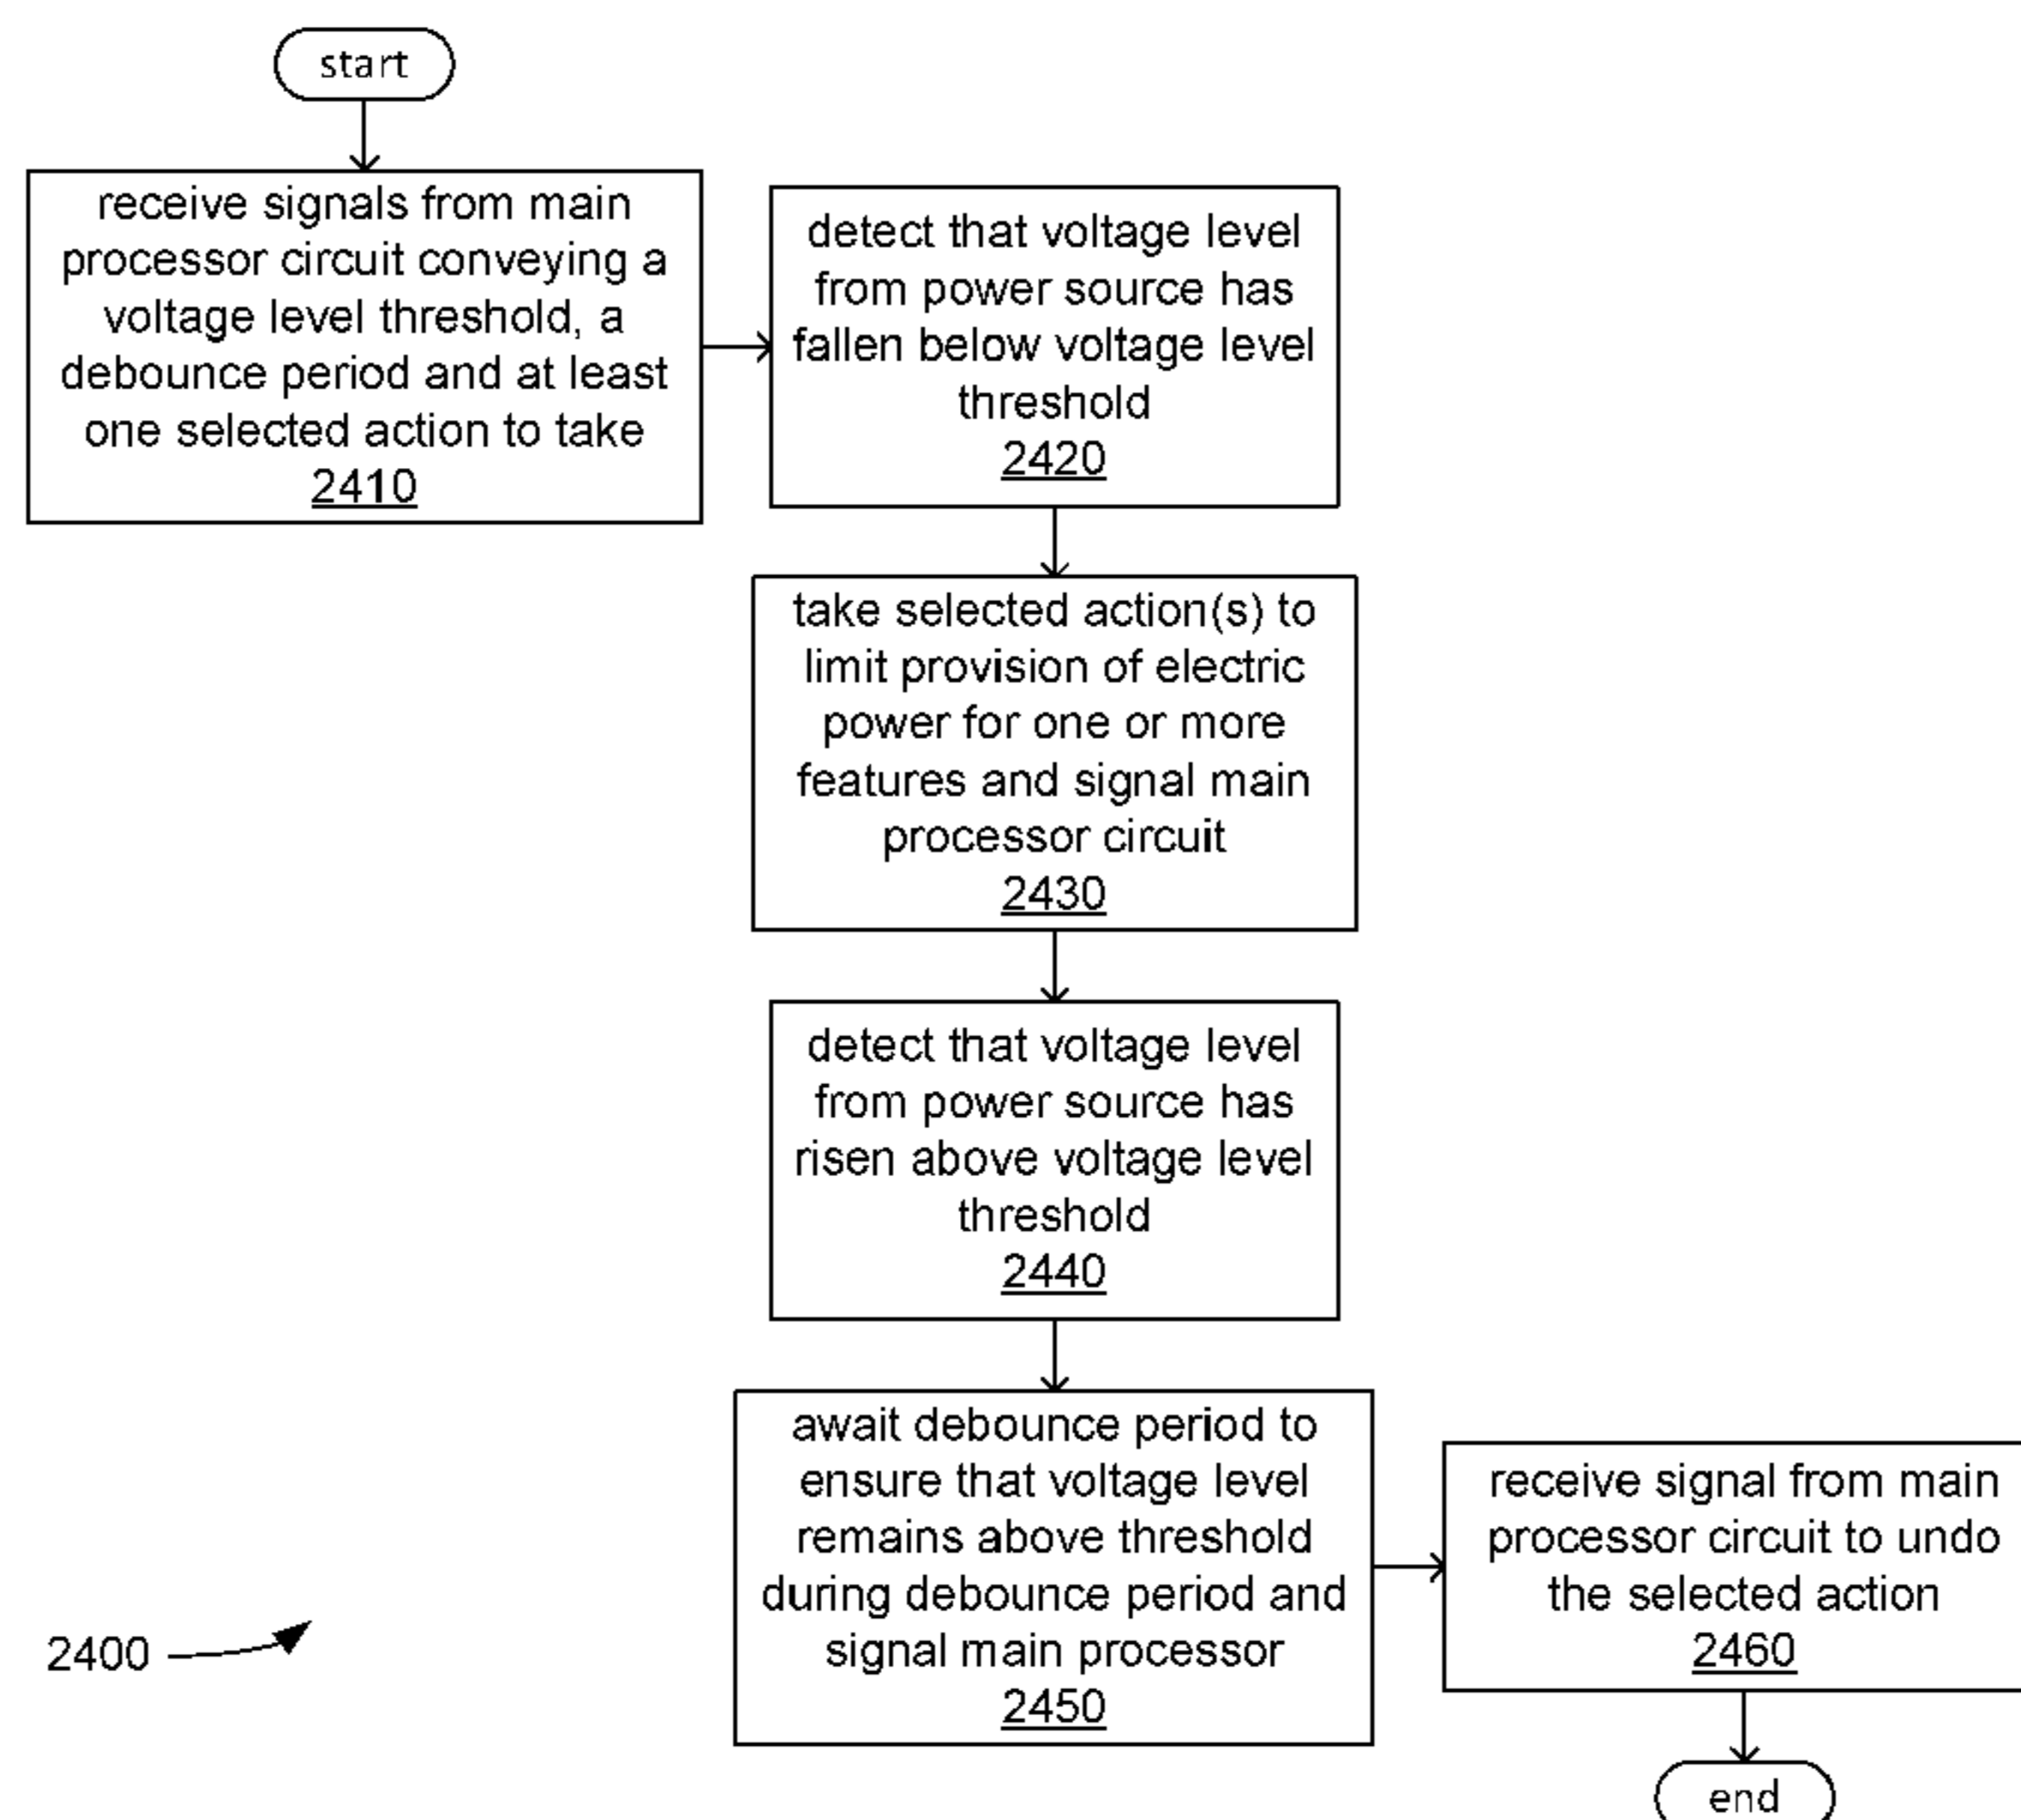 start
receive signals from main
processor circuit conveying a
voltage level threshold, a
debounce period and at least
one selected action to take
2410
detect that voltage level
from power source has
fallen below voltage level
threshold
2420
take selected action(s) to
limit provision of electric
power for one or more
features and signal main
processor circuit
2430
detect that voltage level
from power source has
risen above voltage level
threshold
2440
await debounce period to
ensure that voltage level
remains above threshold
during debounce period and
signal main processor
2450
receive signal from main
processor circuit to undo
the selected action
2460
end
2400